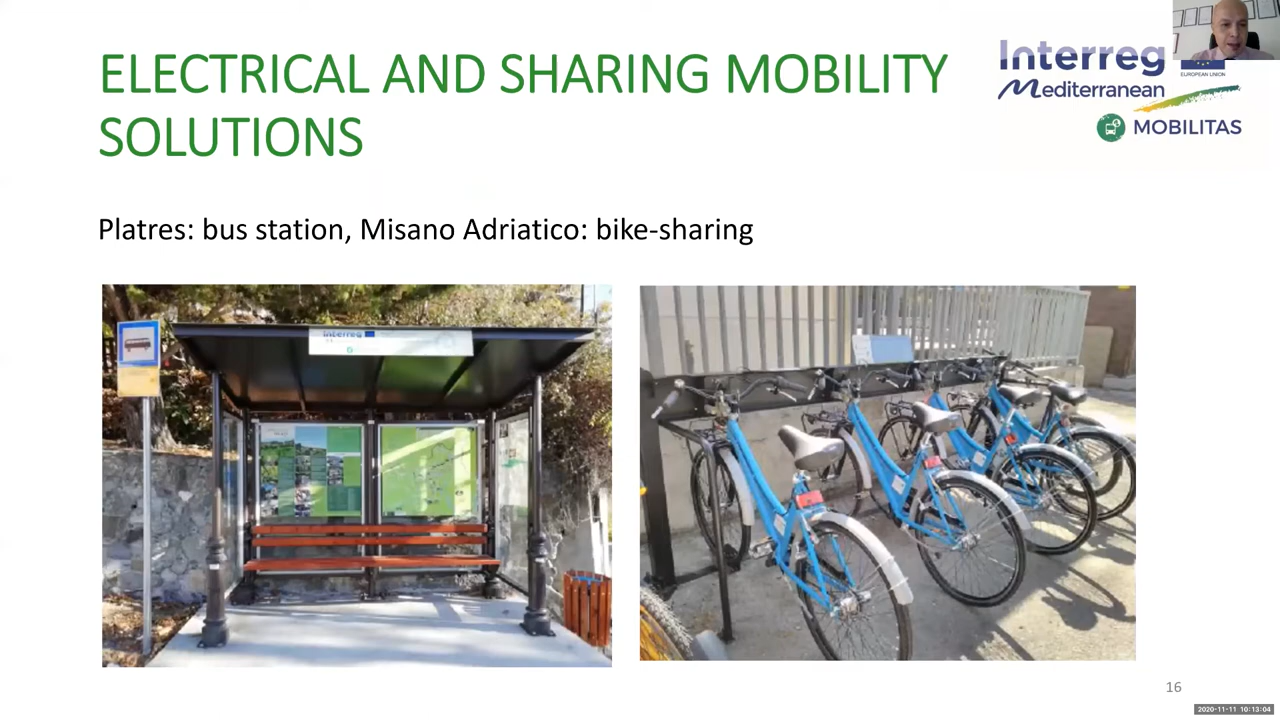 ELECTRICAL AND SHARING MOBILITY
SOLUTIONS
Interreg
EUROPEAN UNION
Mediterranean
MOBILITAS
Platres: bus station, Misano Adriatico: bike-sharing
Interreg
16
2020-11-11 10:13:04